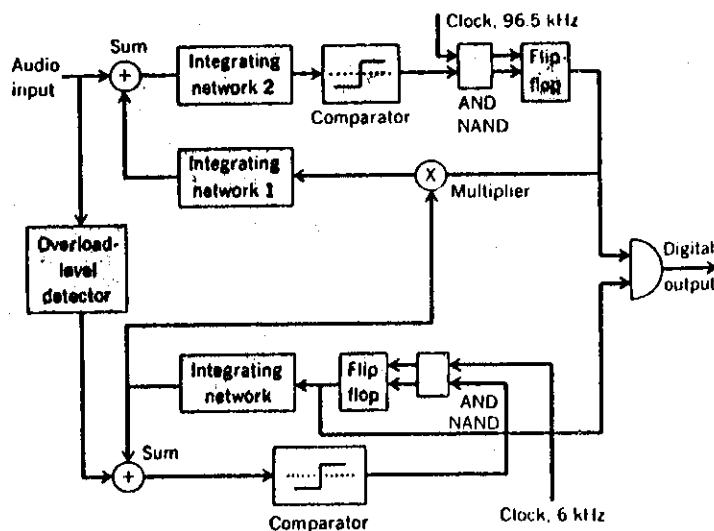 Clock, 96.5 kHz
Sum
Audio
input
+
Integrating
network 2
Comparator
AND
NAND
Flip
flop
Integrating
network 1
X
Multiplier
Overload-
level
detector
Digital
output
Integrating
network
Flip
flop
AND
NAND
Sum
+
Comparator
Clock, 6 kHz